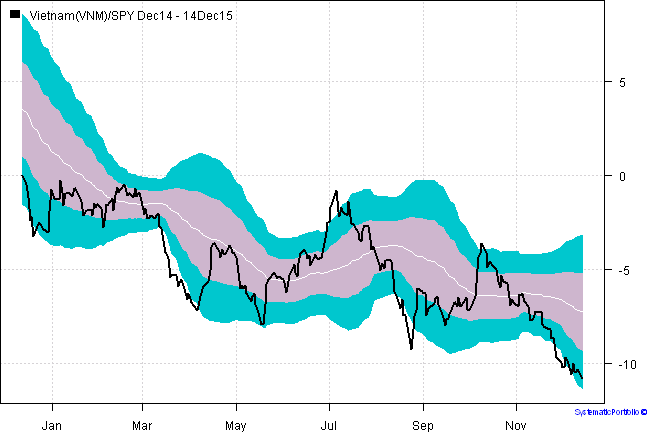 Vietnam(VNM)/SPY Dec14 - 14Dec15
5
0
-5
-10
Jan Mar May Jul Sep Nov
SystematicPortfolio ©